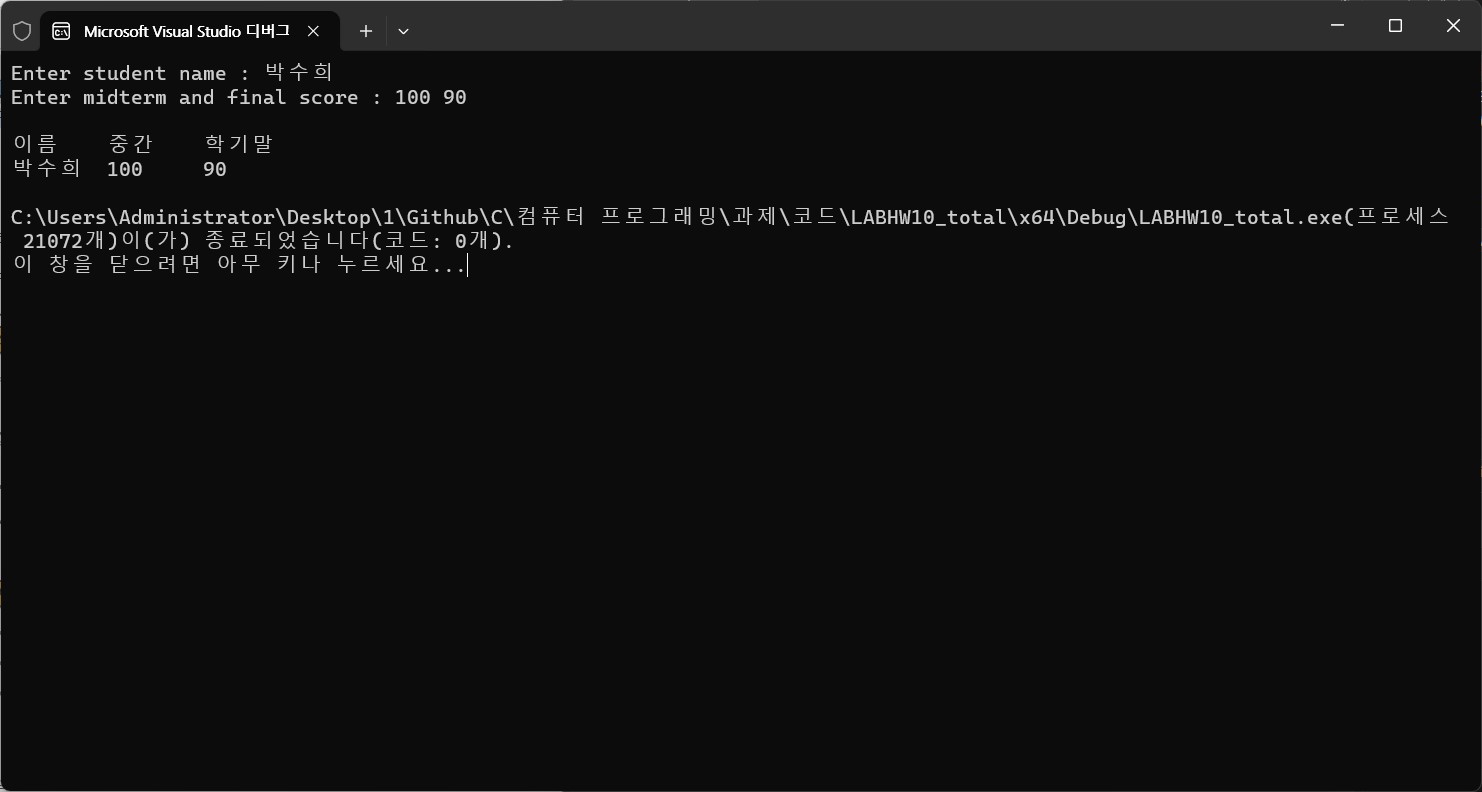 Microsoft Visual Studio 디버그
Enter student name : 박수희
Enter midterm and final score : 100 90
이름 중간 학기말
박수희 100 90
C:\Users\Administrator\Desktop\1\Github\C\컴퓨터 프로그래밍\과제\코드\LABHW10_total\x64\Debug\LABHW10_total.exe(프로세스
21072개)이(가) 종료되었습니다(코드: 0개).
이 창을 닫으려면 아무 키나 누르세요...